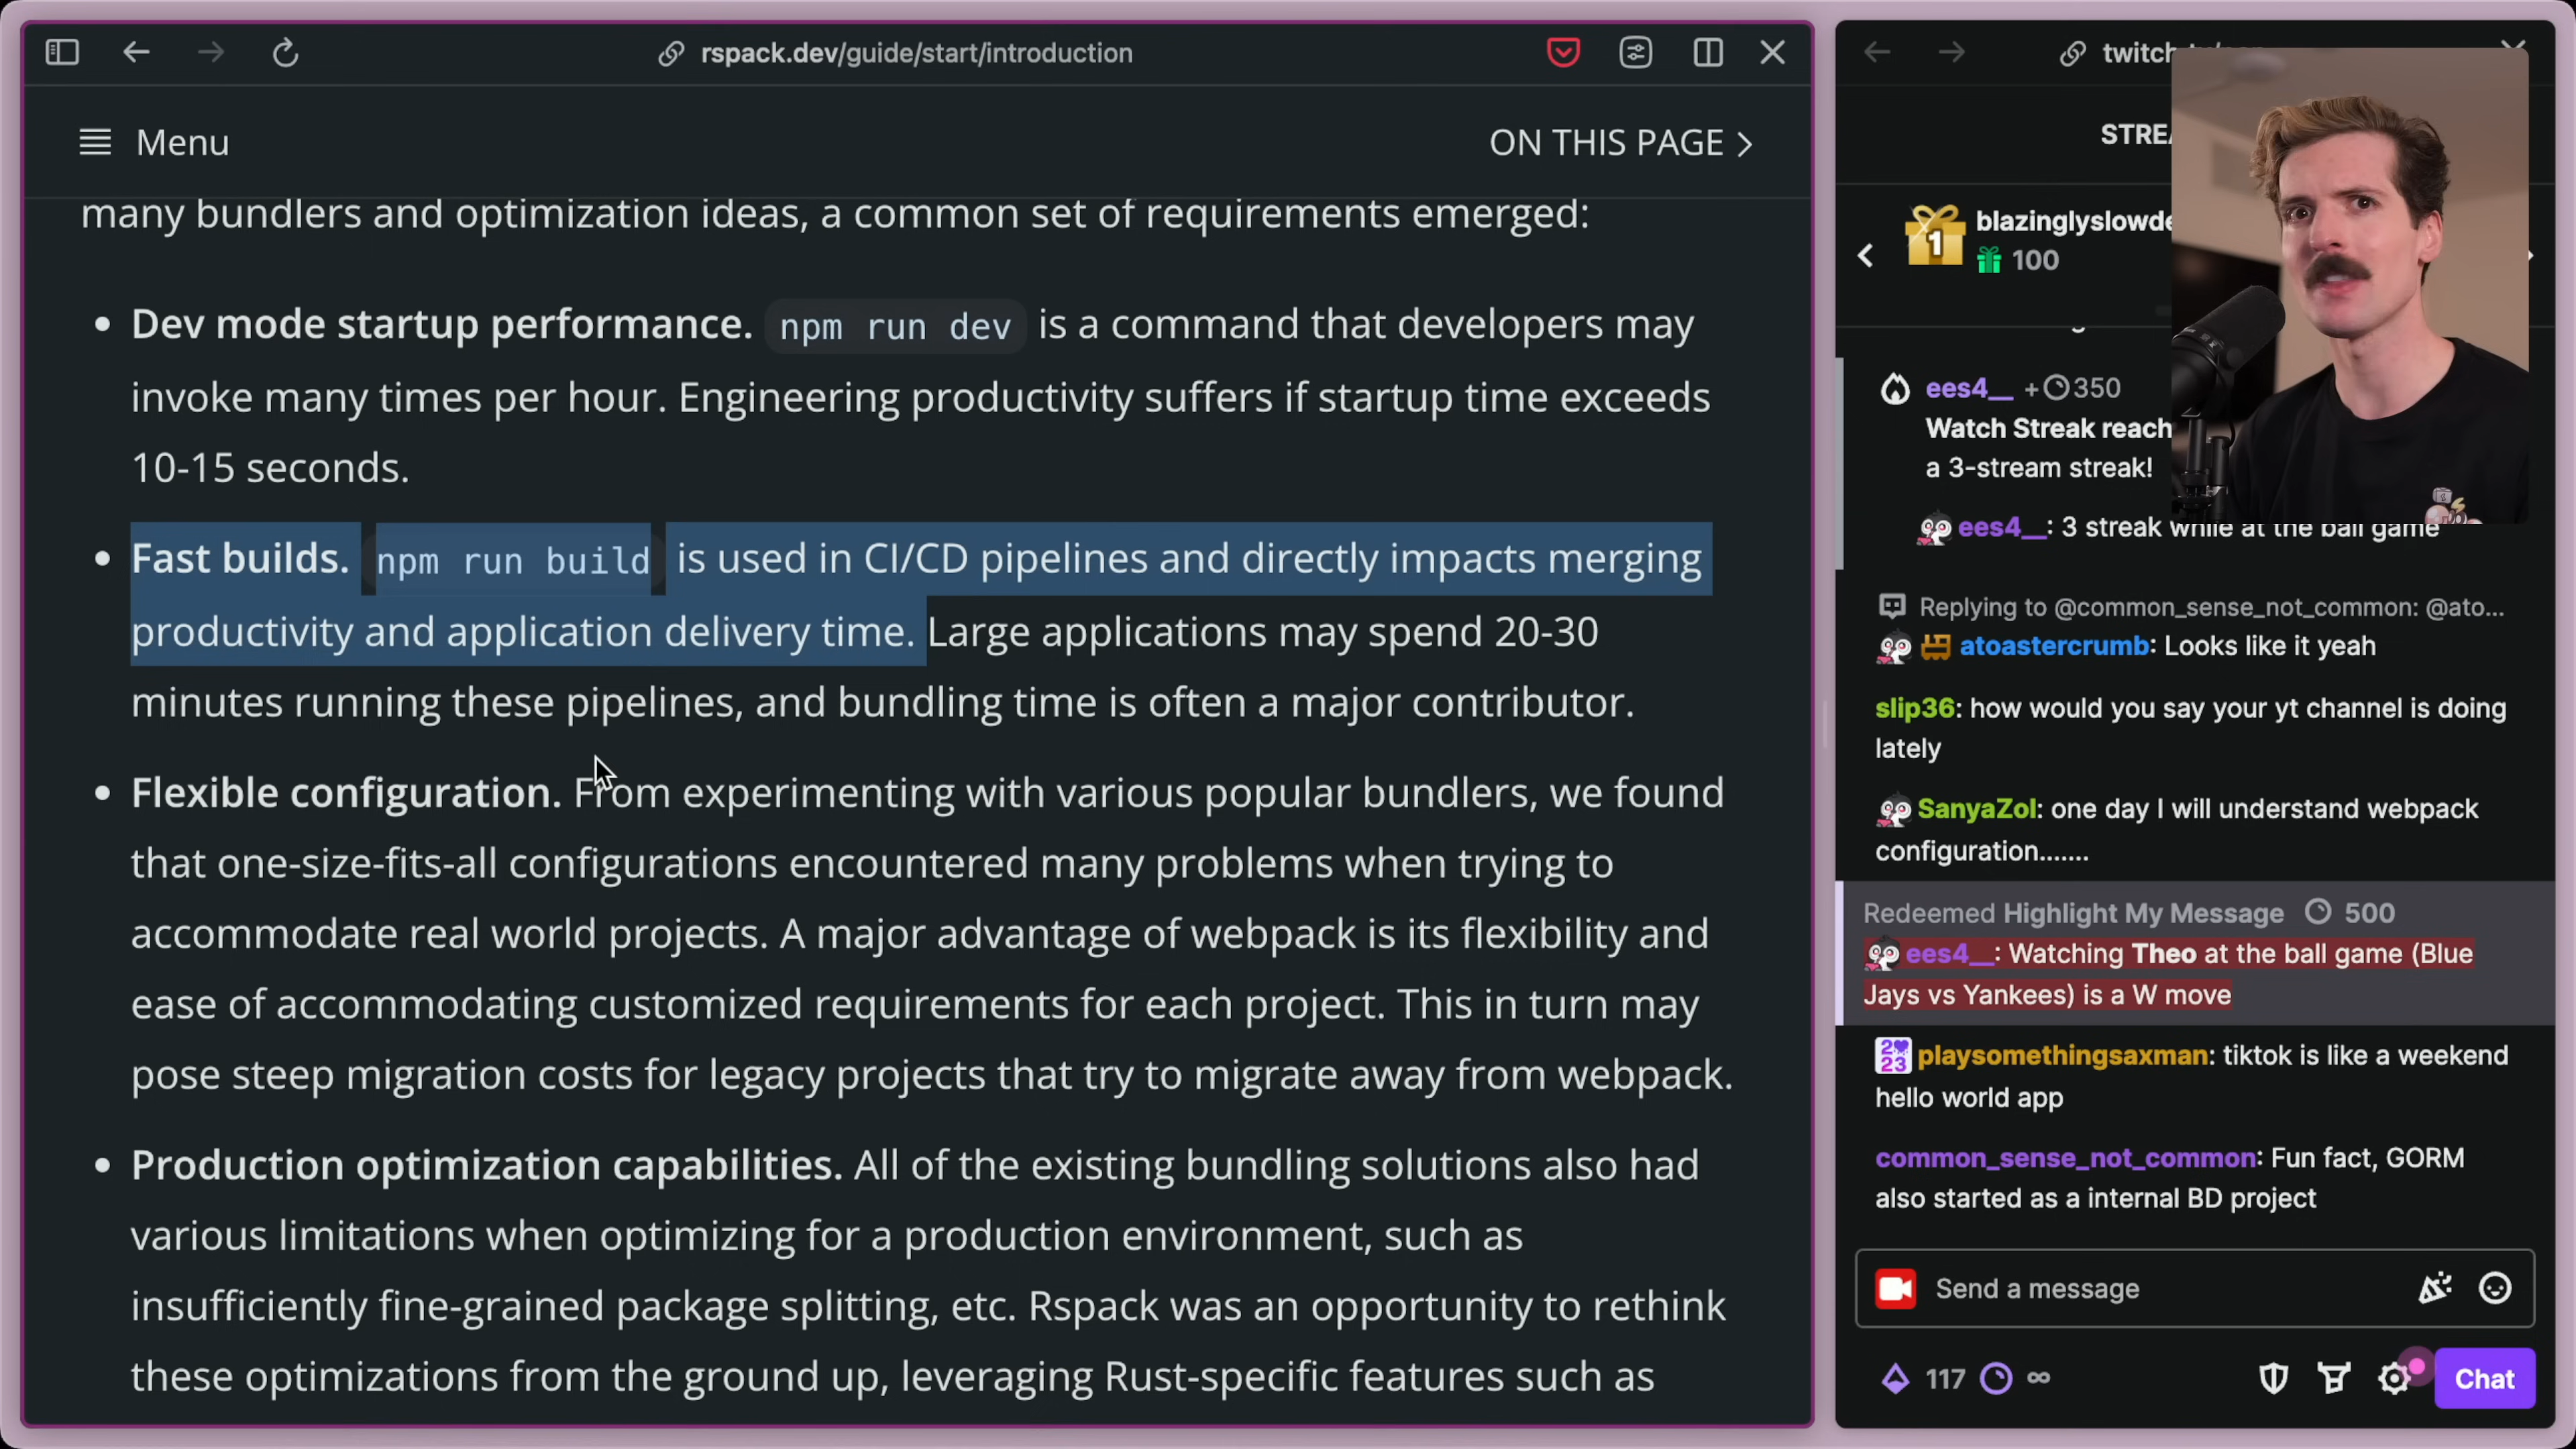 rspack.dev/guide/start/introduction
Menu
ON THIS PAGE
many bundlers and optimization ideas, a common set of requirements emerged:
• Dev mode startup performance. npm run dev is a command that developers may
invoke many times per hour. Engineering productivity suffers if startup time exceeds
10-15 seconds.
• Fast builds. npm run build is used in CI/CD pipelines and directly impacts merging
productivity and application delivery time. Large applications may spend 20-30
minutes running these pipelines, and bundling time is often a major contributor.
• Flexible configuration. From experimenting with various popular bundlers, we found
that one-size-fits-all configurations encountered many problems when trying to
accommodate real world projects. A major advantage of webpack is its flexibility and
ease of accommodating customized requirements for each project. This in turn may
pose steep migration costs for legacy projects that try to migrate away from webpack.
• Production optimization capabilities. All of the existing bundling solutions also had
various limitations when optimizing for a production environment, such as
insufficiently fine-grained package splitting, etc. Rspack was an opportunity to rethink
these optimizations from the ground up, leveraging Rust-specific features such as
twitch
STREA
1
blazinglyslowde
100
ees4__ +350
Watch Streak reach
a 3-stream streak!
ees4__: 3 streak while at the ball game
Replying to @common_sense_not_common: @ato...
atoastercrumb: Looks like it yeah
slip36: how would you say your yt channel is doing
lately
SanyaZol: one day I will understand webpack
configuration.......
Redeemed Highlight My Message 500
ees4__: Watching Theo at the ball game (Blue
Jays vs Yankees) is a W move
2023 playsomethingsaxman: tiktok is like a weekend
hello world app
common_sense_not_common: Fun fact, GORM
also started as a internal BD project
Send a message
117 ∞
Chat